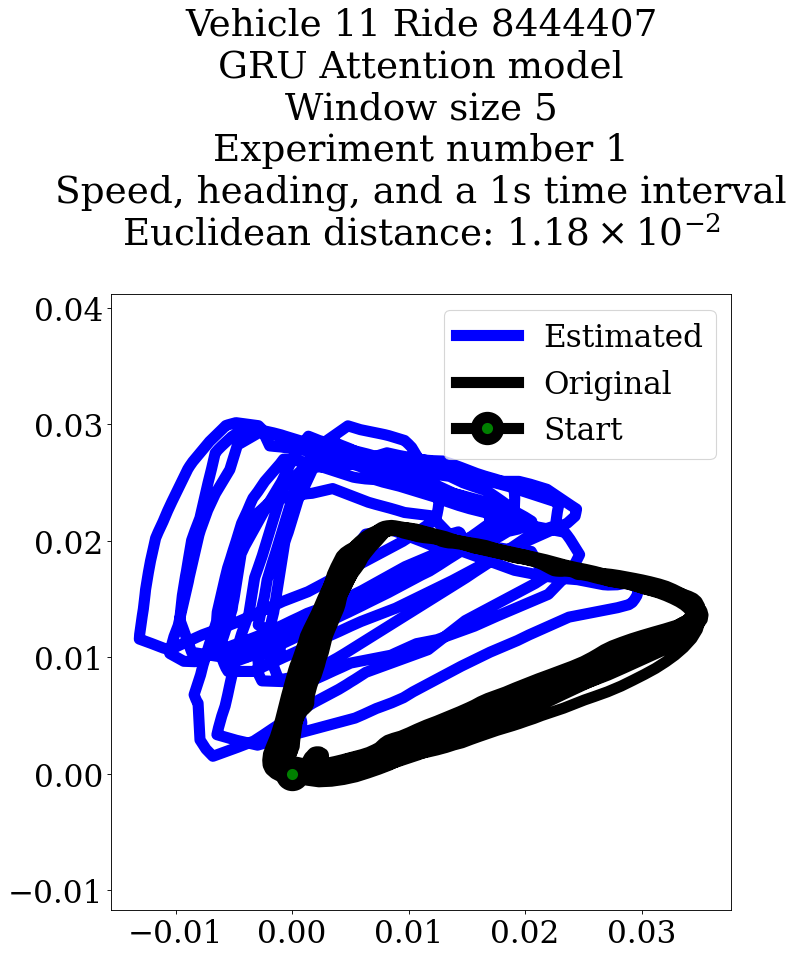 Vehicle 11 Ride 8444407
GRU Attention model
Window size 5
Experiment number 1
Speed, heading, and a 1s time interval
Euclidean distance: 1.18 × 10⁻²
Estimated
Original
Start
0.04
0.03
0.02
0.01
0.00
−0.01
−0.01 0.00 0.01 0.02 0.03